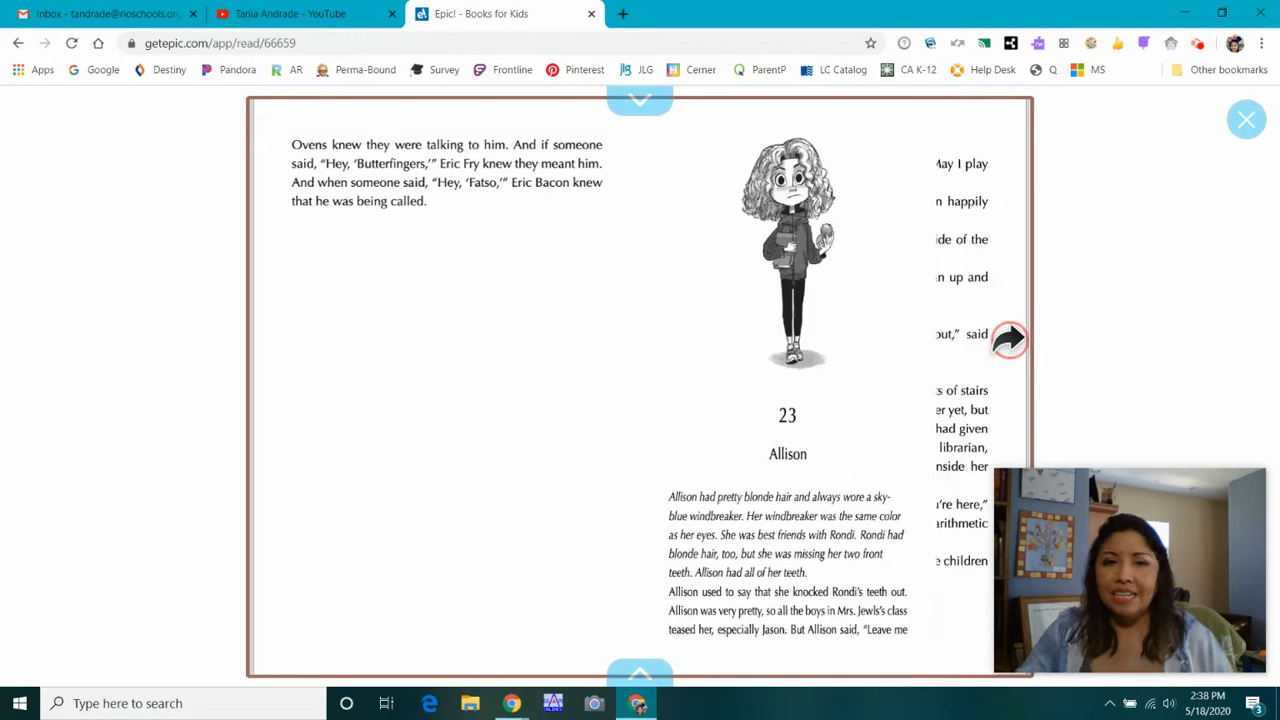 Inbox - tandrade@rioschools.org
Tania Andrade - YouTube
Epic! - Books for Kids
getepic.com/app/read/66659
Apps Google Destiny Pandora AR Perma-Bound Survey Frontline Pinterest JLG Cerner ParentP LC Catalog CA K-12 Help Desk Q MS Other bookmarks
Ovens knew they were talking to him. And if someone
said, “Hey, ‘Butterfingers,’” Eric Fry knew they meant him.
And when someone said, “Hey, ‘Fatso,’” Eric Bacon knew
that he was being called.
23
Allison
Allison had pretty blonde hair and always wore a sky-
blue windbreaker. Her windbreaker was the same color
as her eyes. She was best friends with Rondi. Rondi had
blonde hair, too, but she was missing her two front
teeth. Allison had all of her teeth.
Allison used to say that she knocked Rondi’s teeth out.
Allison was very pretty, so all the boys in Mrs. Jewls’s class
teased her, especially Jason. But Allison said, “Leave me
May I play
n happily
ide of the
n up and
out,” said
s of stairs
er yet, but
had given
librarian,
nside her
u’re here,”
arithmetic
e children
Type here to search
2:38 PM
5/18/2020
3